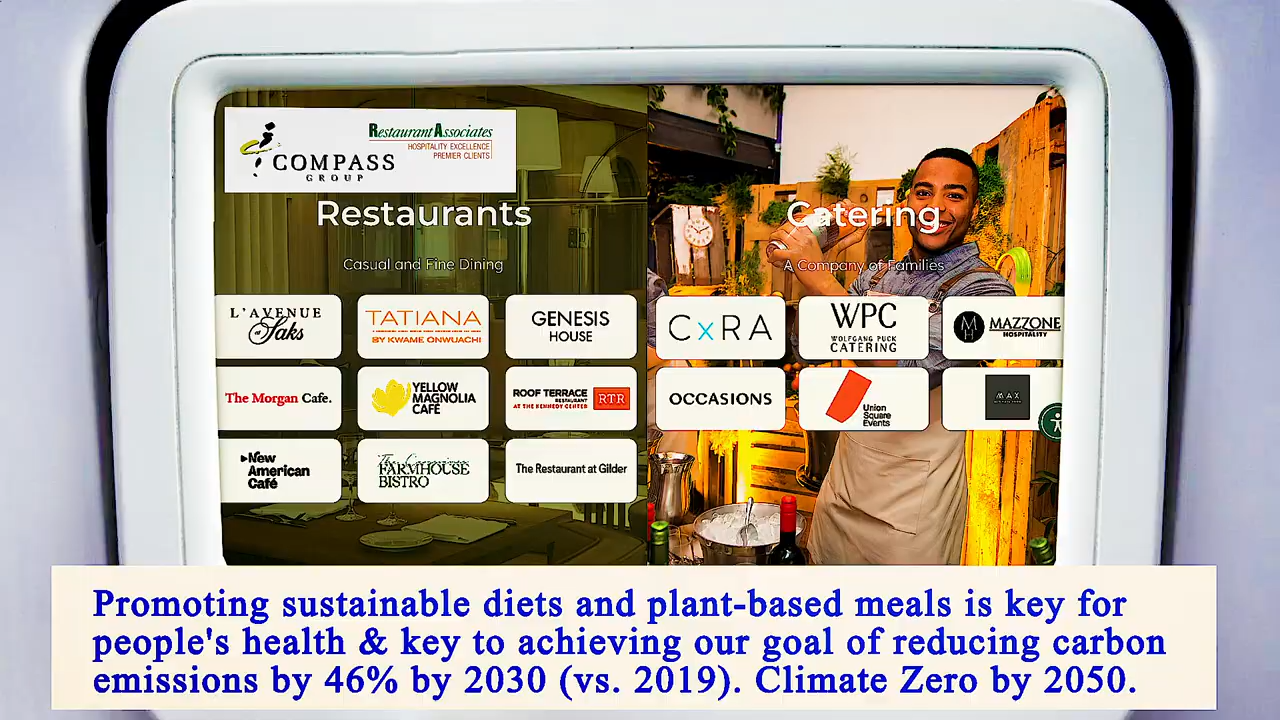 COMPASS
GROUP
Restaurant Associates
HOSPITALITY EXCELLENCE
PREMIER CLIENTS
Restaurants
Casual and Fine Dining
L'AVENUE
Saks
TATIANA
BY KWAME ONWUACHI
GENESIS
HOUSE
The Morgan Cafe.
YELLOW
MAGNOLIA
CAFÉ
ROOF TERRACE
RESTAURANT
AT THE KENNEDY CENTER
RTR
New
American
Café
FARMHOUSE
BISTRO
The Restaurant at Gilder
Catering
A Company of Families
CxRA
WPC
WOLFGANG PUCK
CATERING
MH
MAZZONE
HOSPITALITY
OCCASIONS
Union
Square
Events
MAX
Promoting sustainable diets and plant-based meals is key for
people's health & key to achieving our goal of reducing carbon
emissions by 46% by 2030 (vs. 2019). Climate Zero by 2050.